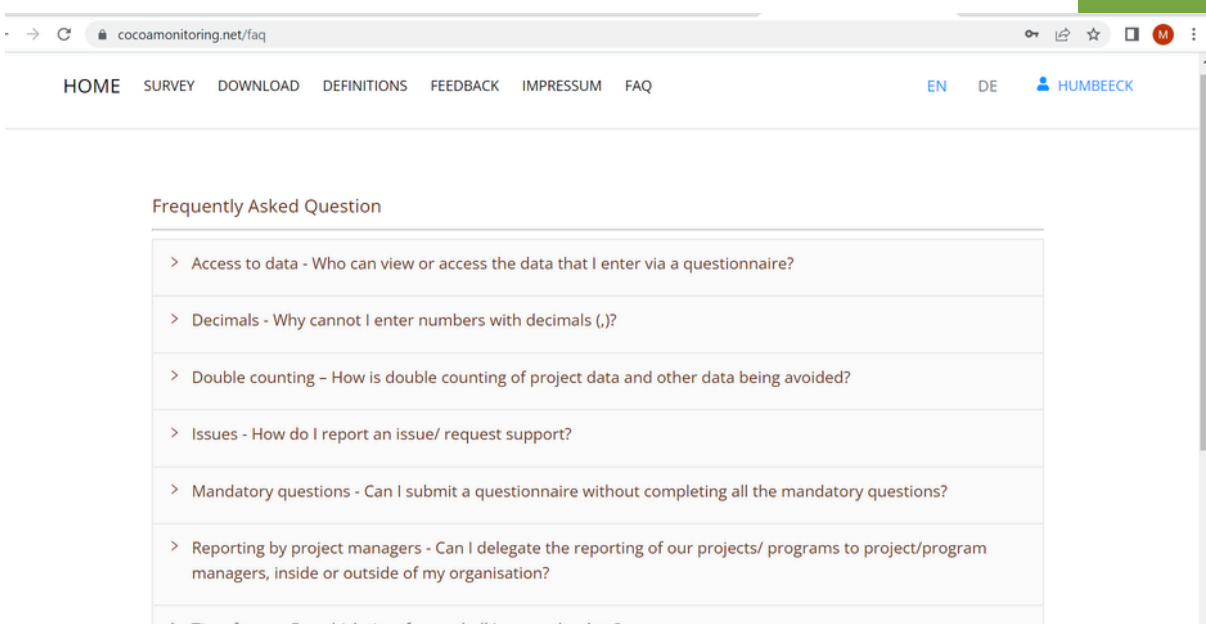 cocoamonitoring.net/faq
M
HOME SURVEY DOWNLOAD DEFINITIONS FEEDBACK IMPRESSUM FAQ EN DE HUMBEECK
Frequently Asked Question
Access to data - Who can view or access the data that I enter via a questionnaire?
Decimals - Why cannot I enter numbers with decimals (,)?
Double counting – How is double counting of project data and other data being avoided?
Issues - How do I report an issue/ request support?
Mandatory questions - Can I submit a questionnaire without completing all the mandatory questions?
Reporting by project managers - Can I delegate the reporting of our projects/ programs to project/program
managers, inside or outside of my organisation?